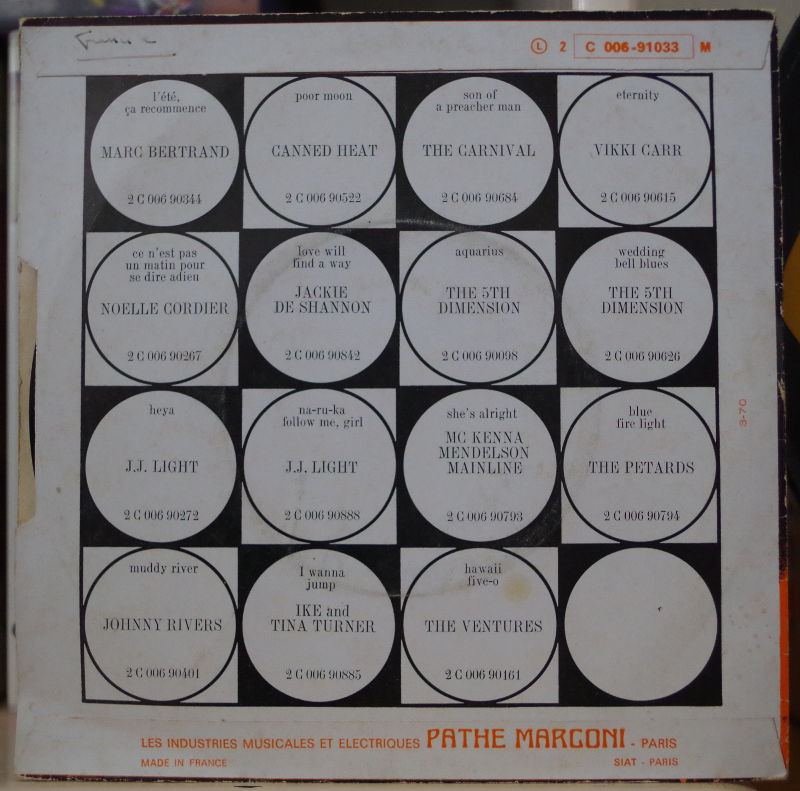 Ⓛ 2 C 006-91033 M
l'été,
ça recommence
MARC BERTRAND
2 C 006 90344
poor moon
CANNED HEAT
2 C 006 90522
son of
a preacher man
THE CARNIVAL
2 C 006 90684
eternity
VIKKI CARR
2 C 006 90615
ce n'est pas
un matin pour
se dire adieu
NOELLE CORDIER
2 C 006 90267
love will
find a way
JACKIE
DE SHANNON
2 C 006 90842
aquarius
THE 5TH
DIMENSION
2 C 006 90098
wedding
bell blues
THE 5TH
DIMENSION
2 C 006 90626
heya
J.J. LIGHT
2 C 006 90272
na-ru-ka
follow me, girl
J.J. LIGHT
2 C 006 90888
she's alright
MC KENNA
MENDELSON
MAINLINE
2 C 006 90793
blue
fire light
THE PETARDS
2 C 006 90794
3-70
muddy river
JOHNNY RIVERS
2 C 006 90401
I wanna
jump
IKE and
TINA TURNER
2 C 006 90885
hawaii
five-o
THE VENTURES
2 C 006 90161
LES INDUSTRIES MUSICALES ET ELECTRIQUES PATHE MARCONI - PARIS
MADE IN FRANCE
SIAT - PARIS